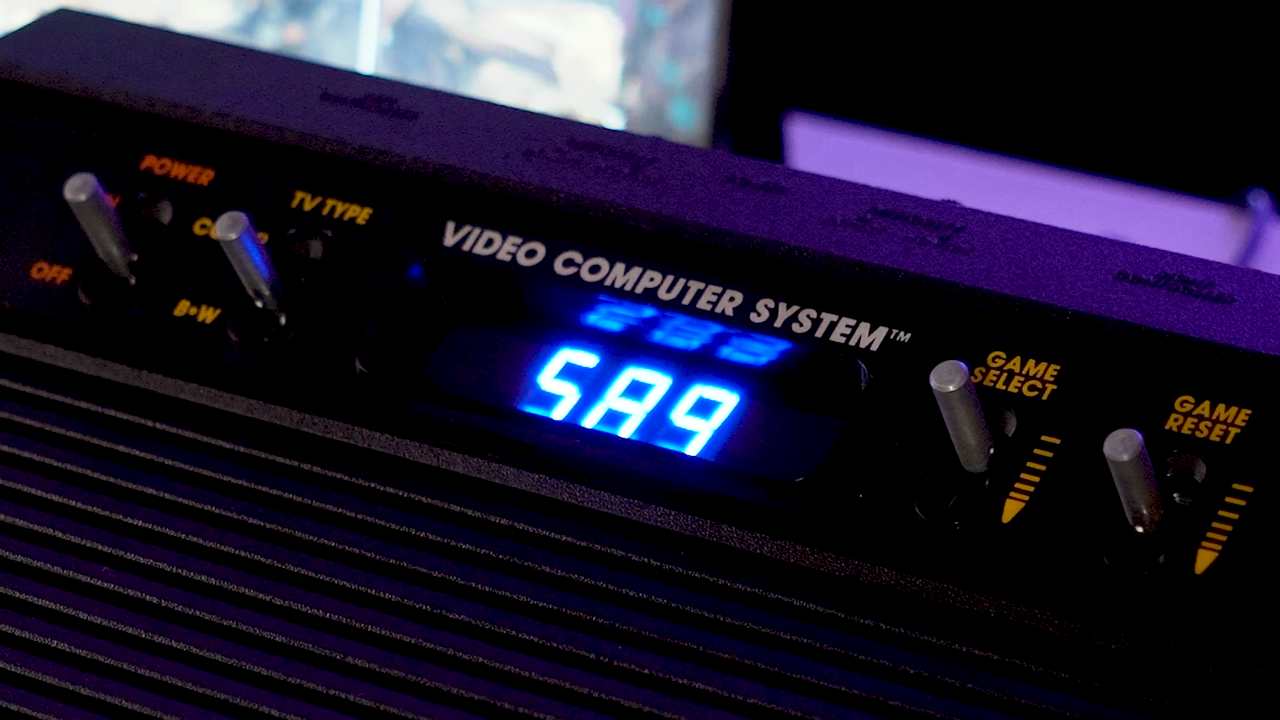 POWER
OFF
TV TYPE
B•W
VIDEO COMPUTER SYSTEM™
5A9
GAME
SELECT
GAME
RESET